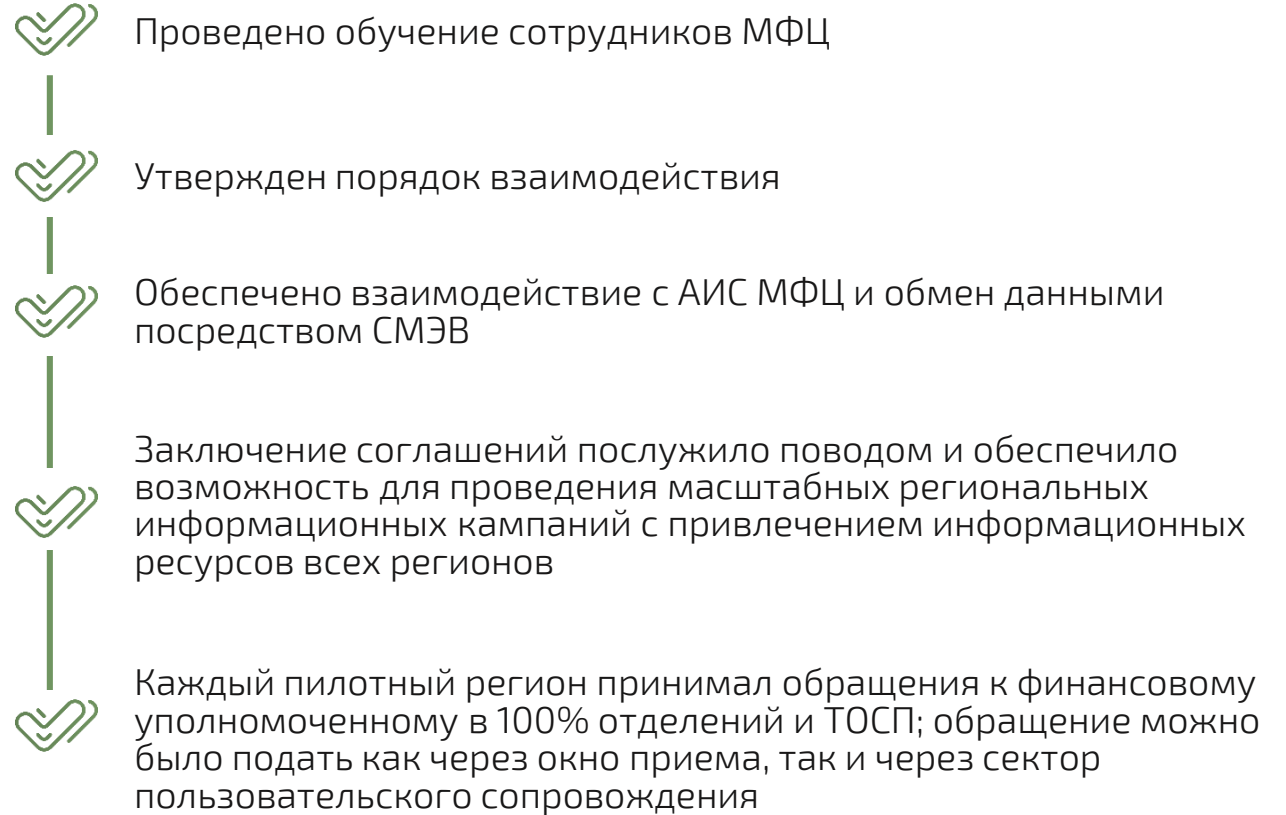 Проведено обучение сотрудников МФЦ
Утвержден порядок взаимодействия
Обеспечено взаимодействие с АИС МФЦ и обмен данными
посредством СМЭВ
Заключение соглашений послужило поводом и обеспечило
возможность для проведения масштабных региональных
информационных кампаний с привлечением информационных
ресурсов всех регионов
Каждый пилотный регион принимал обращения к финансовому
уполномоченному в 100% отделений и ТОСП; обращение можно
было подать как через окно приема, так и через сектор
пользовательского сопровождения